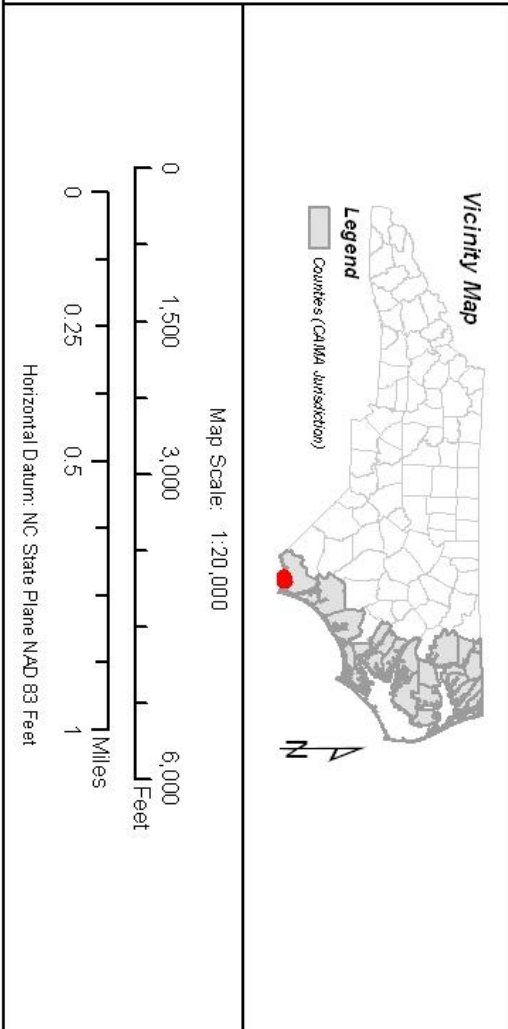 Vicinity Map
Legend
Counties (CAMA Jurisdiction)
N
Map Scale: 1:20,000
0 1,500 3,000 6,000
Feet
0 0.25 0.5 1
Miles
Horizontal Datum: NC State Plane NAD 83 Feet